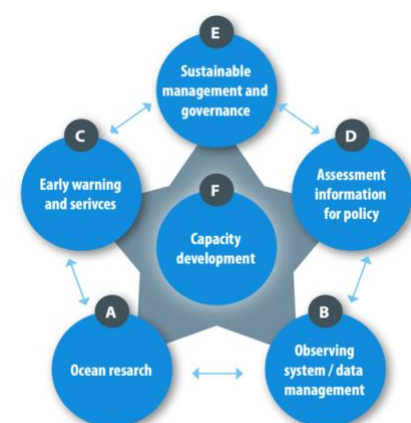 E
Sustainable
management and
governance
C
Early warning
and serivces
D
Assessment
information
for policy
F
Capacity
development
A
Ocean resarch
B
Observing
system / data
management